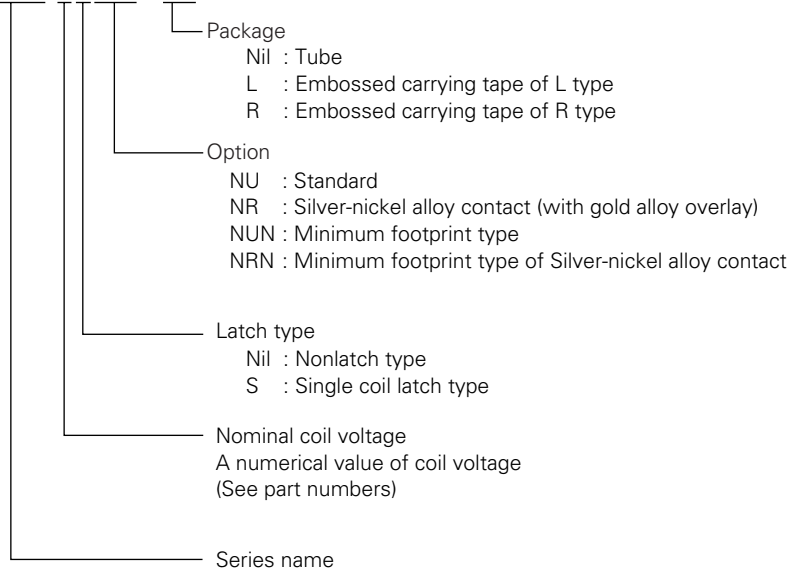 Package
Nil : Tube
L : Embossed carrying tape of L type
R : Embossed carrying tape of R type
Option
NU : Standard
NR : Silver-nickel alloy contact (with gold alloy overlay)
NUN : Minimum footprint type
NRN : Minimum footprint type of Silver-nickel alloy contact
Latch type
Nil : Nonlatch type
S : Single coil latch type
Nominal coil voltage
A numerical value of coil voltage
(See part numbers)
Series name